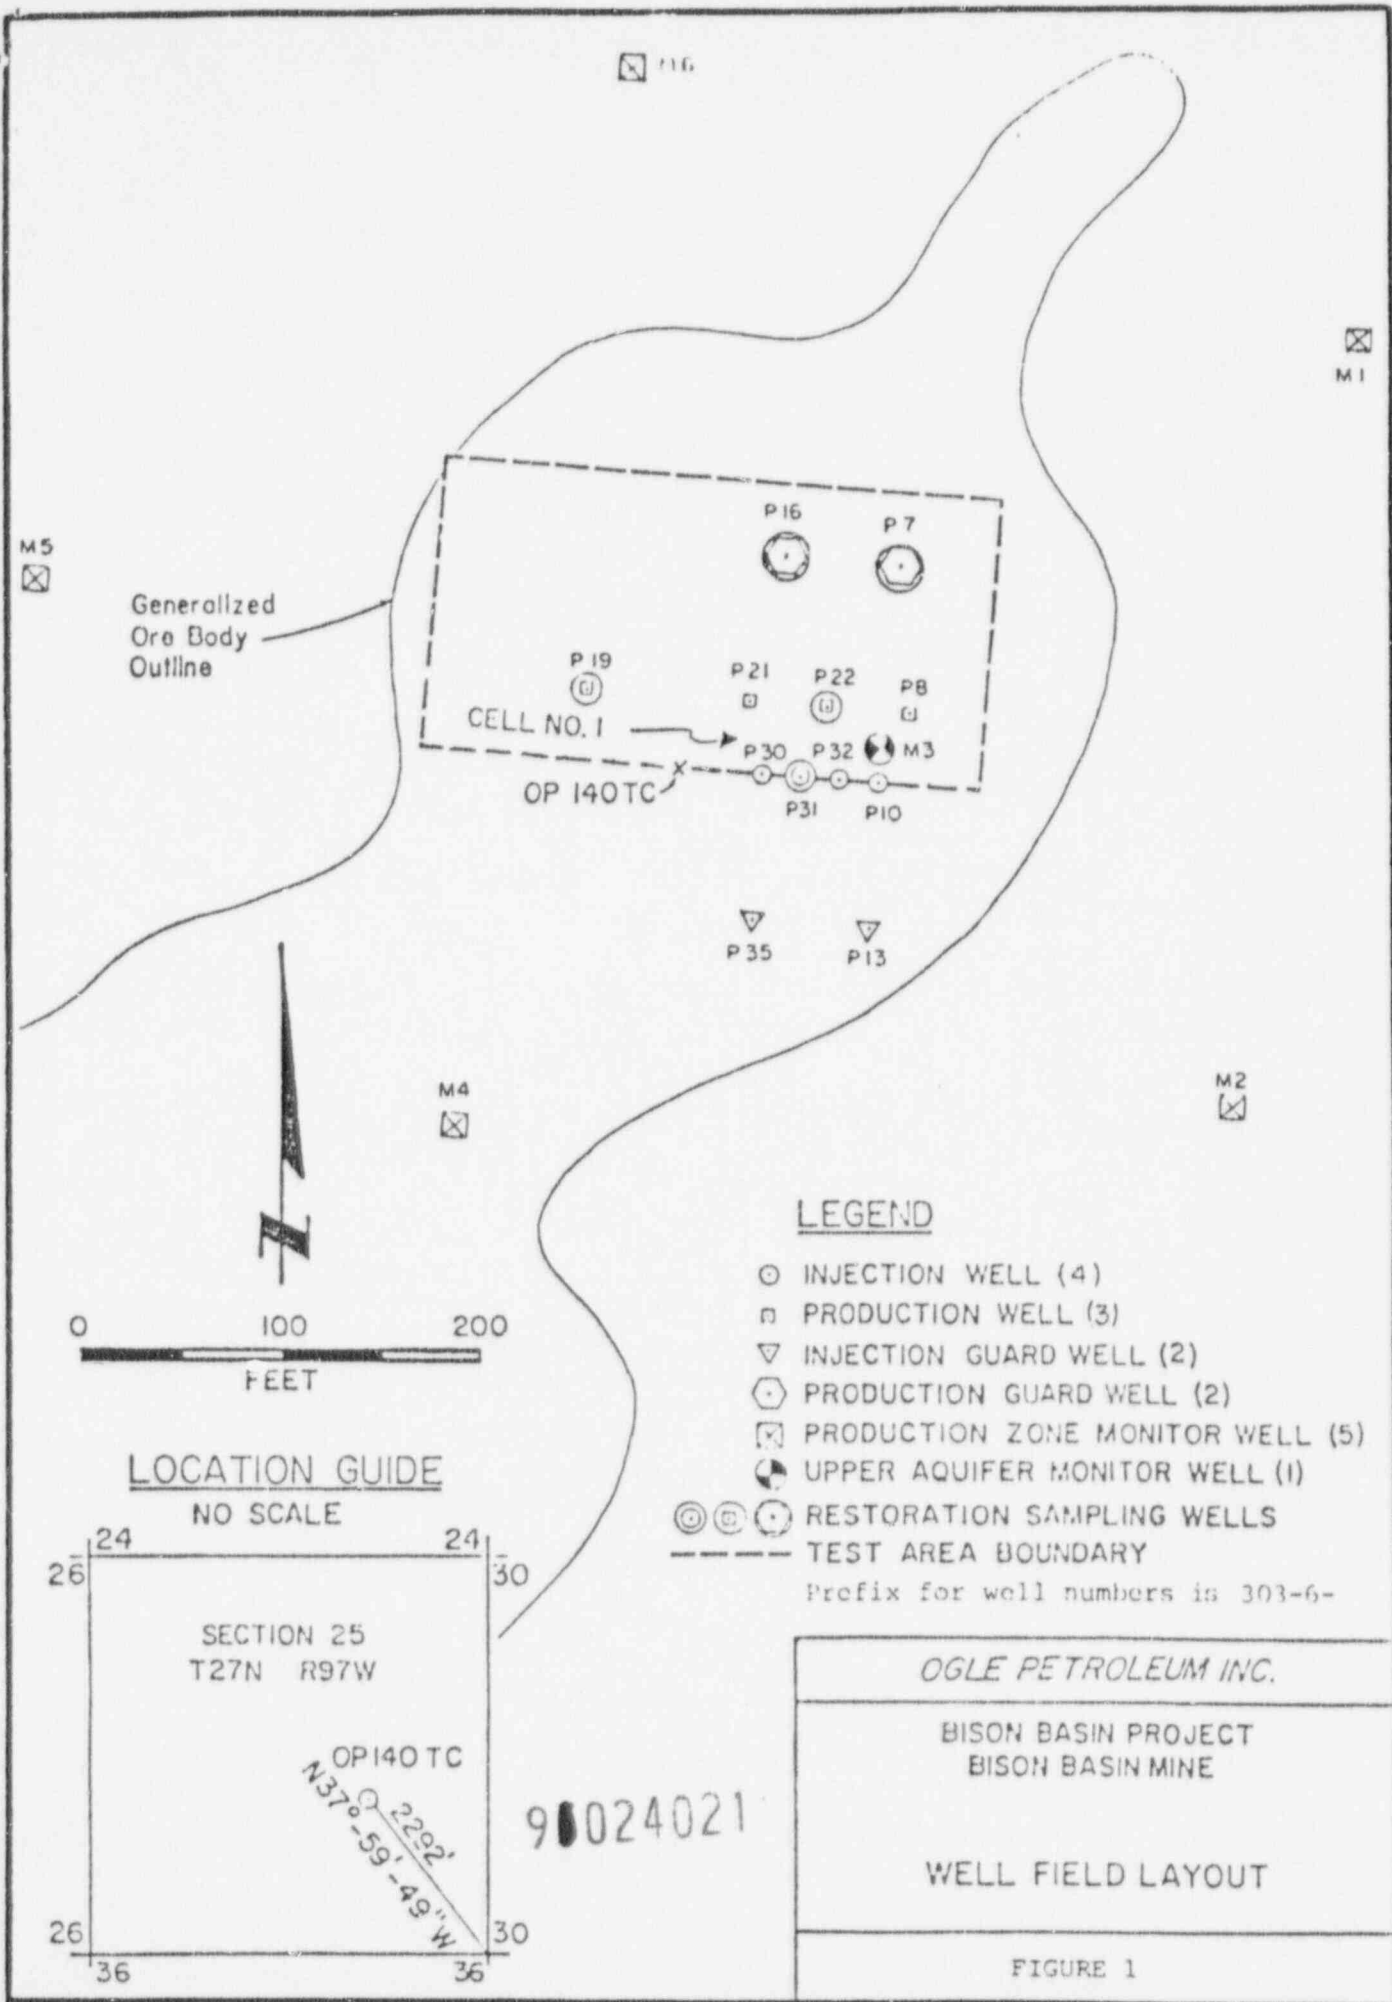 M6
M1
M5
Generalized
Ore Body
Outline
P16
P7
P19
P21
P22
P8
CELL NO. 1
P30
P32
M3
OP 140TC
P31
P10
P35
P13
M4
M2
N
0 100 200
FEET
LEGEND
INJECTION WELL (4)
PRODUCTION WELL (3)
INJECTION GUARD WELL (2)
PRODUCTION GUARD WELL (2)
PRODUCTION ZONE MONITOR WELL (5)
UPPER AQUIFER MONITOR WELL (1)
RESTORATION SAMPLING WELLS
TEST AREA BOUNDARY
Prefix for well numbers is 303-6-
LOCATION GUIDE
NO SCALE
24 24
26 30
SECTION 25
T27N R97W
OP140 TC
2292'
N37°-59'-49"W
26 30
36 36
024021
OGLE PETROLEUM INC.
BISON BASIN PROJECT
BISON BASIN MINE
WELL FIELD LAYOUT
FIGURE 1